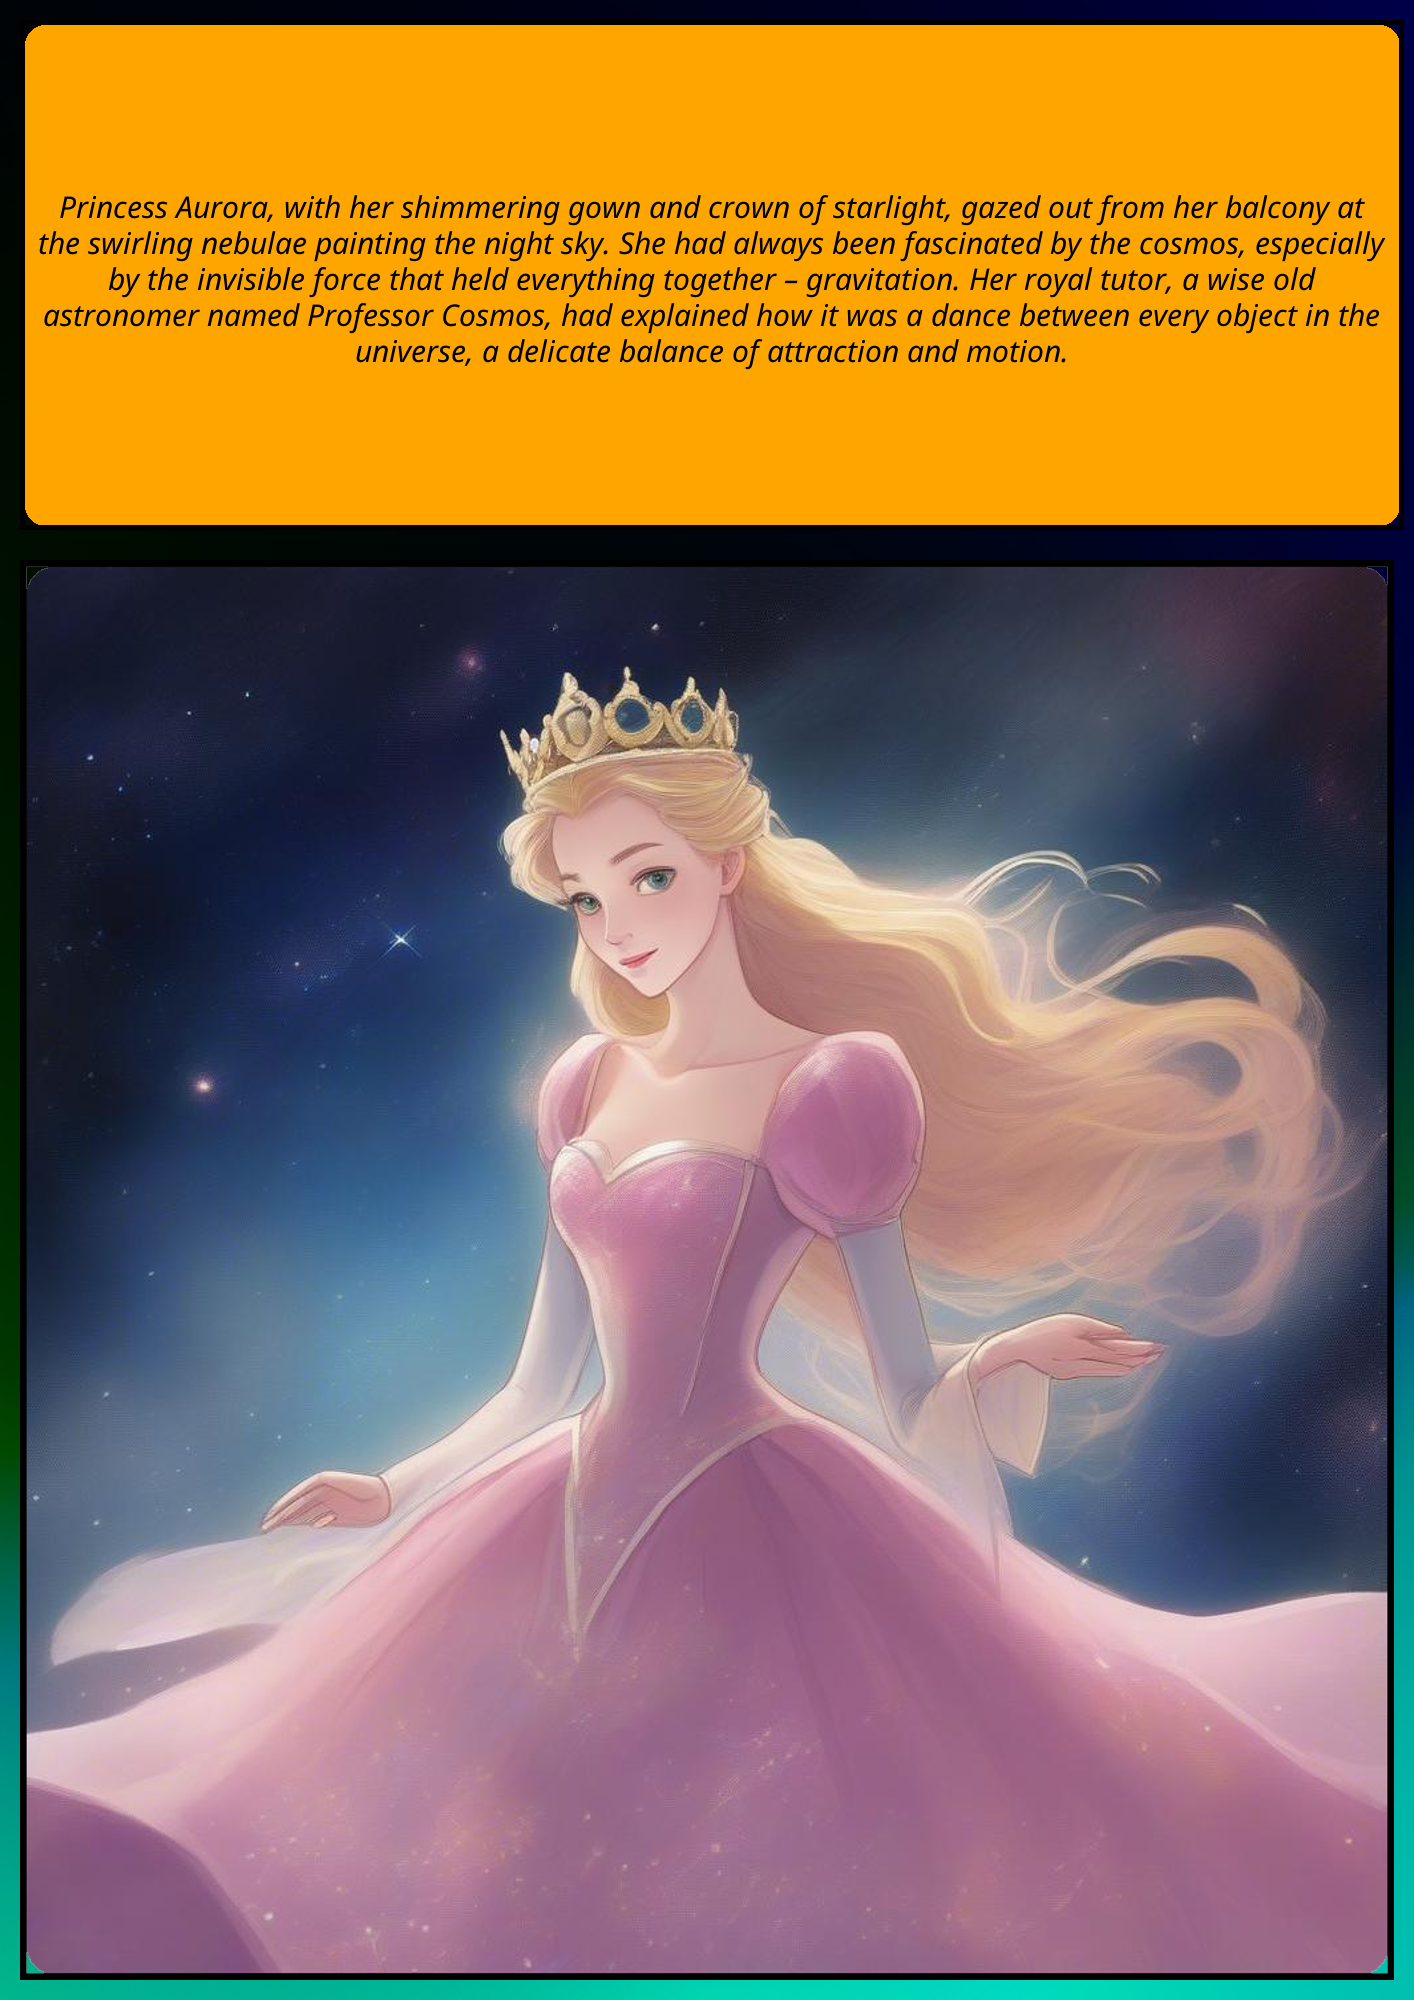 Princess Aurora, with her shimmering gown and crown of starlight, gazed out from her balcony at
the swirling nebulae painting the night sky. She had always been fascinated by the cosmos, especially
by the invisible force that held everything together – gravitation. Her royal tutor, a wise old
astronomer named Professor Cosmos, had explained how it was a dance between every object in the
universe, a delicate balance of attraction and motion.